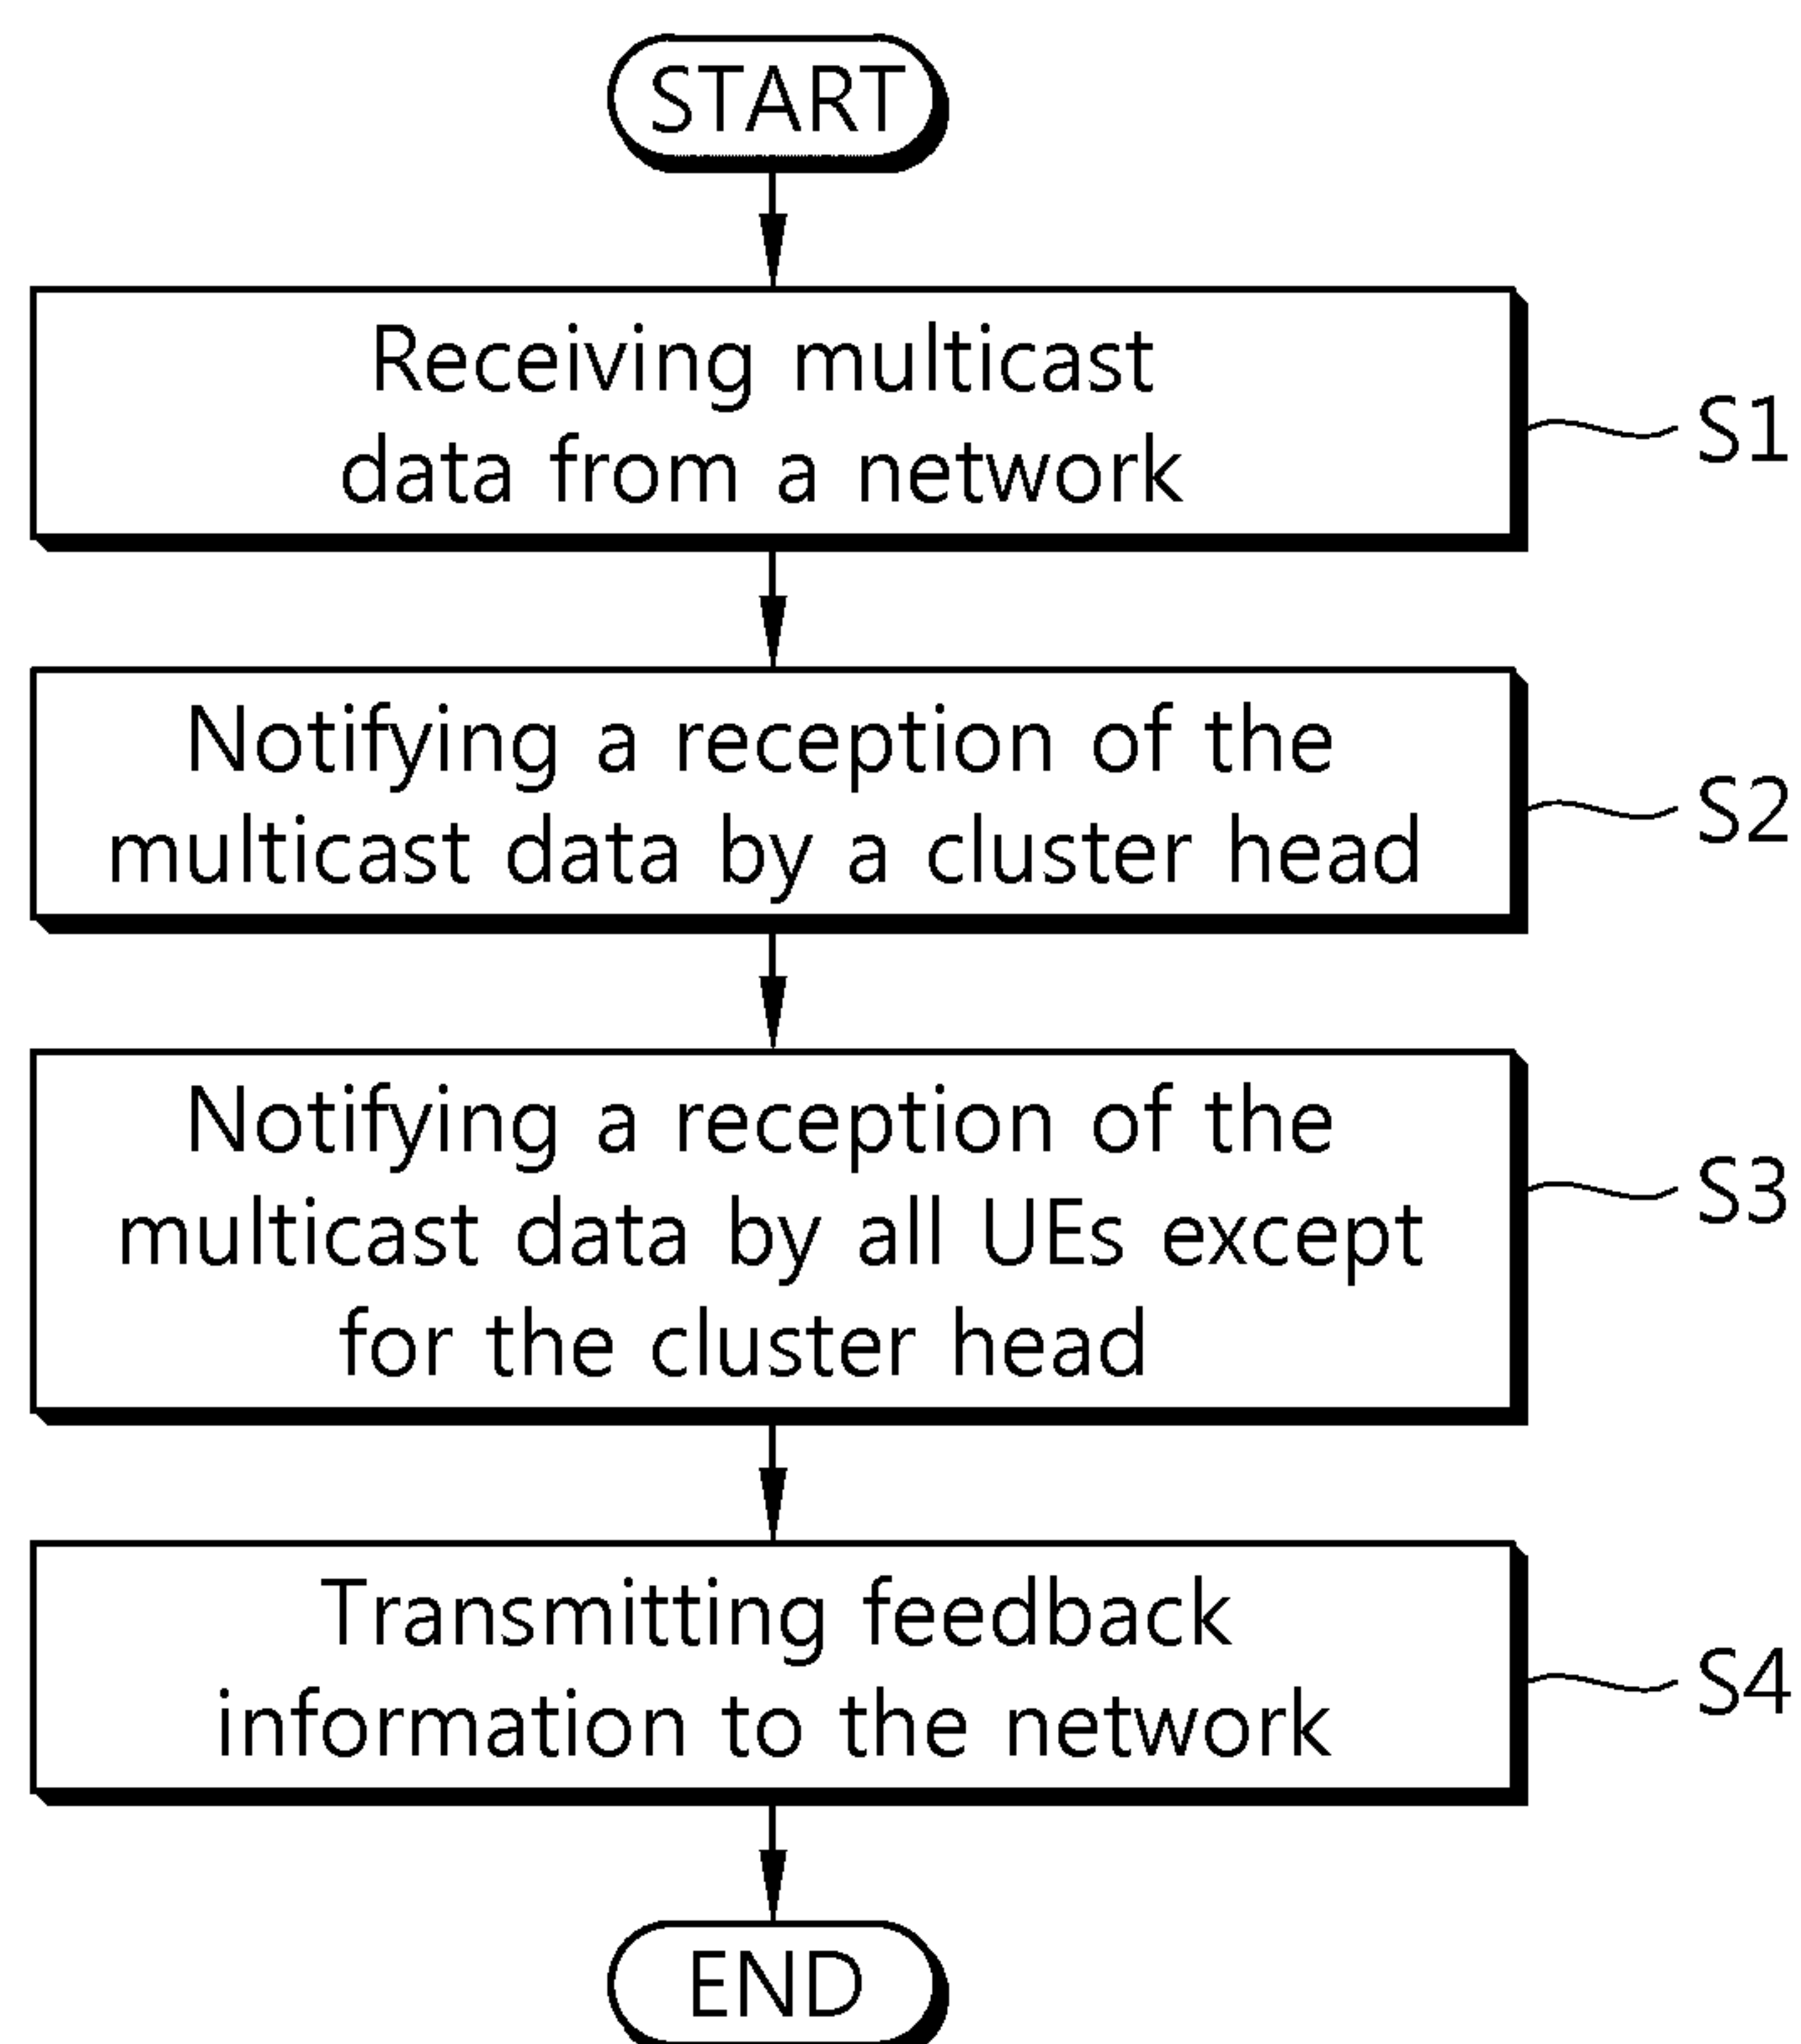 START
Receiving multicast
data from a network
S1
Notifying a reception of the
multicast data by a cluster head
S2
Notifying a reception of the
multicast data by all UEs except
for the cluster head
S3
Transmitting feedback
information to the network
S4
END